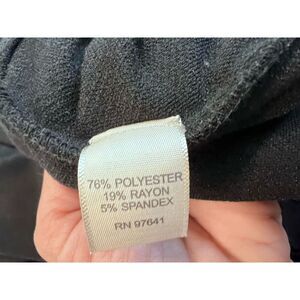 76% POLYESTER
19% RAYON
5% SPANDEX
RN 97641